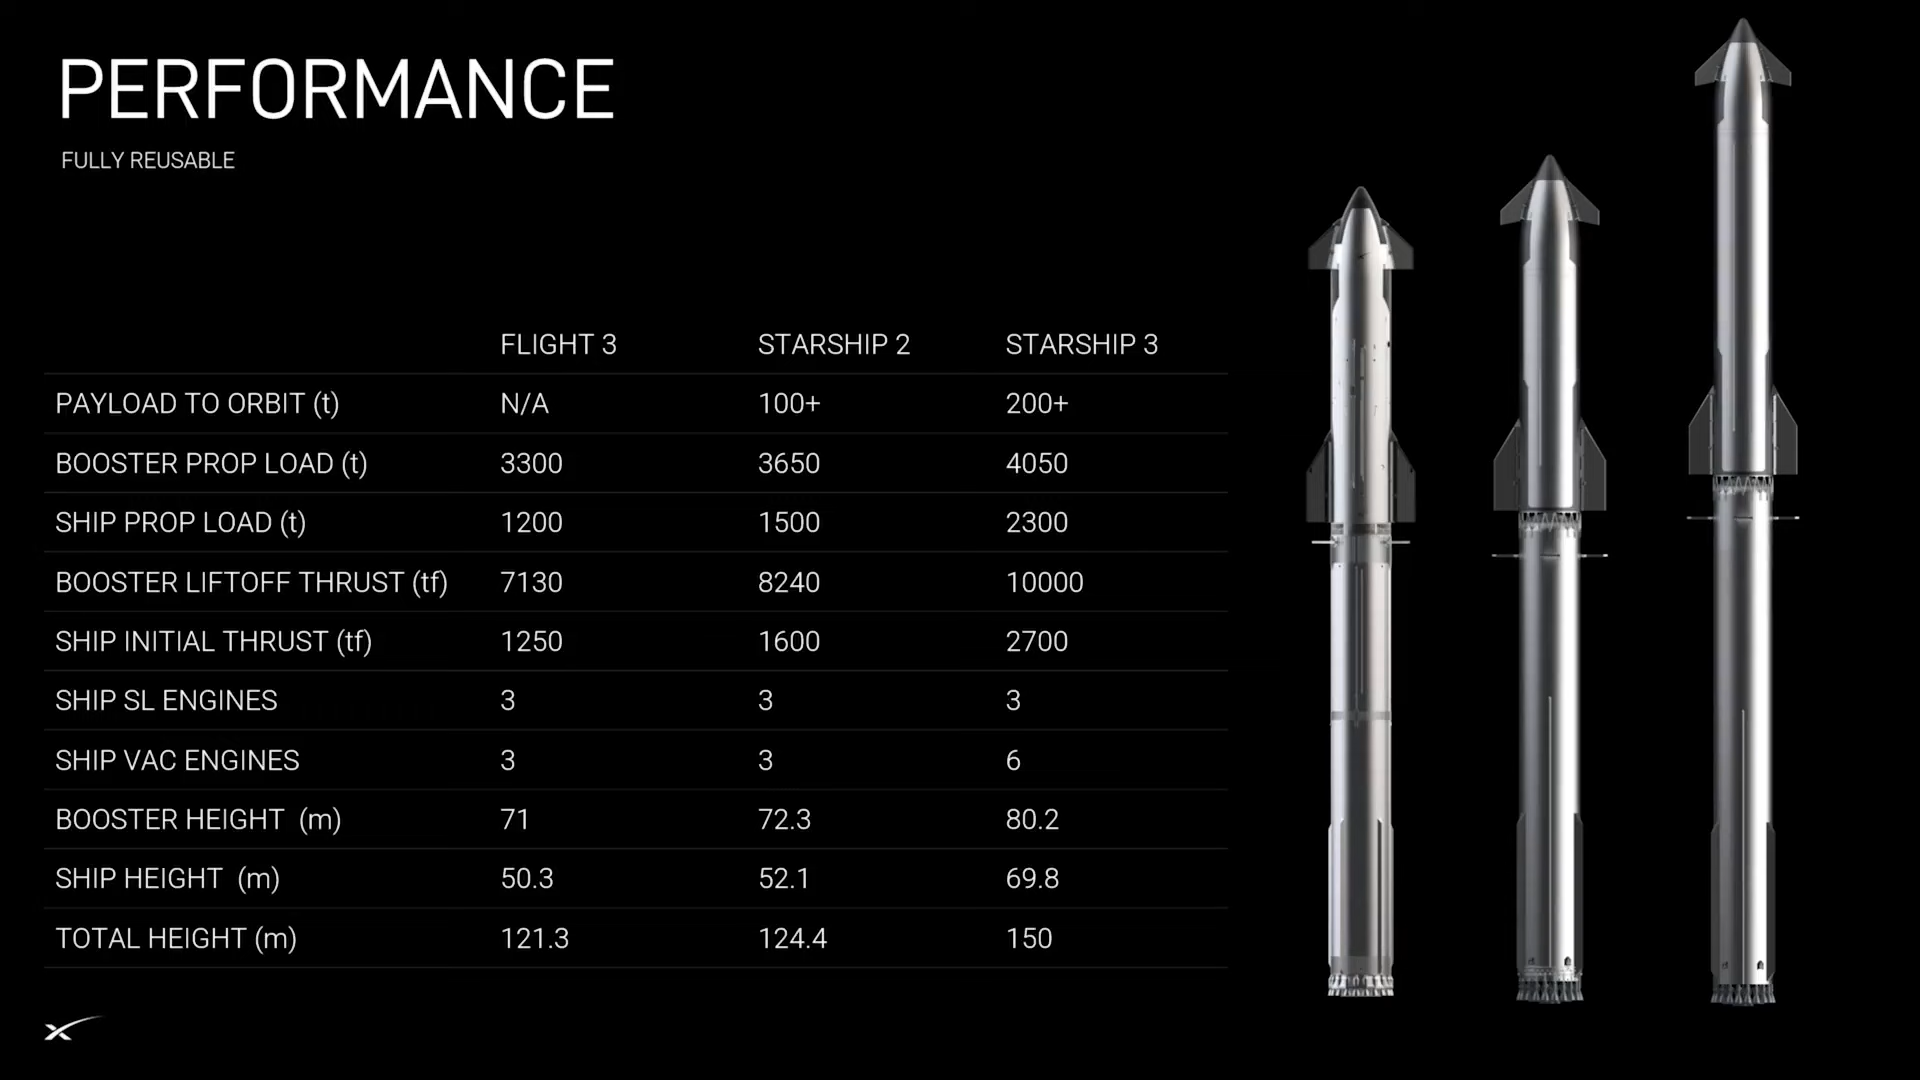 PERFORMANCE
FULLY REUSABLE
FLIGHT 3 STARSHIP 2 STARSHIP 3
PAYLOAD TO ORBIT (t) N/A 100+ 200+
BOOSTER PROP LOAD (t) 3300 3650 4050
SHIP PROP LOAD (t) 1200 1500 2300
BOOSTER LIFTOFF THRUST (tf) 7130 8240 10000
SHIP INITIAL THRUST (tf) 1250 1600 2700
SHIP SL ENGINES 3 3 3
SHIP VAC ENGINES 3 3 6
BOOSTER HEIGHT (m) 71 72.3 80.2
SHIP HEIGHT (m) 50.3 52.1 69.8
TOTAL HEIGHT (m) 121.3 124.4 150